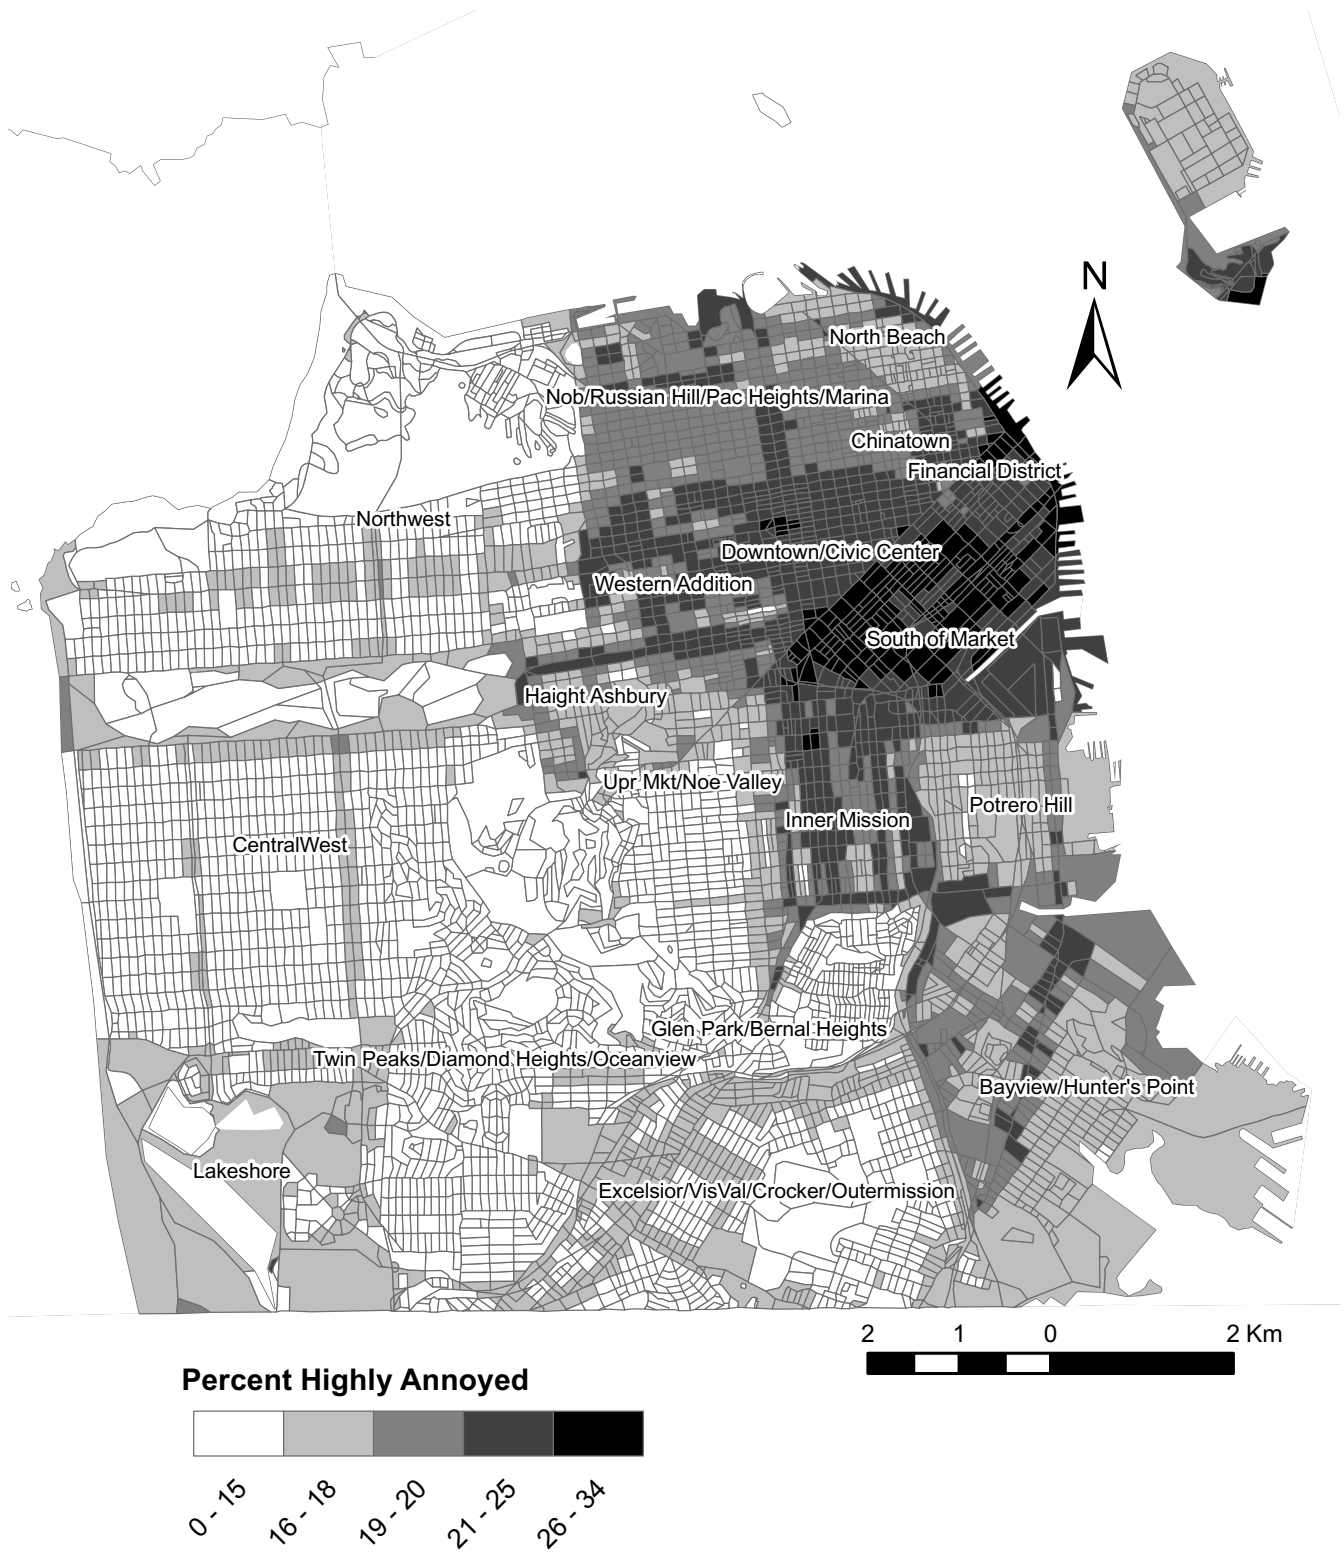 N
North Beach
Nob/Russian Hill/Pac Heights/Marina
Chinatown
Financial District
Northwest
Downtown/Civic Center
Western Addition
South of Market
Haight Ashbury
Upr Mkt/Noe Valley
Potrero Hill
Inner Mission
CentralWest
Glen Park/Bernal Heights
Twin Peaks/Diamond Heights/Oceanview
Bayview/Hunter's Point
Lakeshore
Excelsior/VisVal/Crocker/Outermission
2 1 0 2 Km
Percent Highly Annoyed
0 - 15
16 - 18
19 - 20
21 - 25
26 - 34